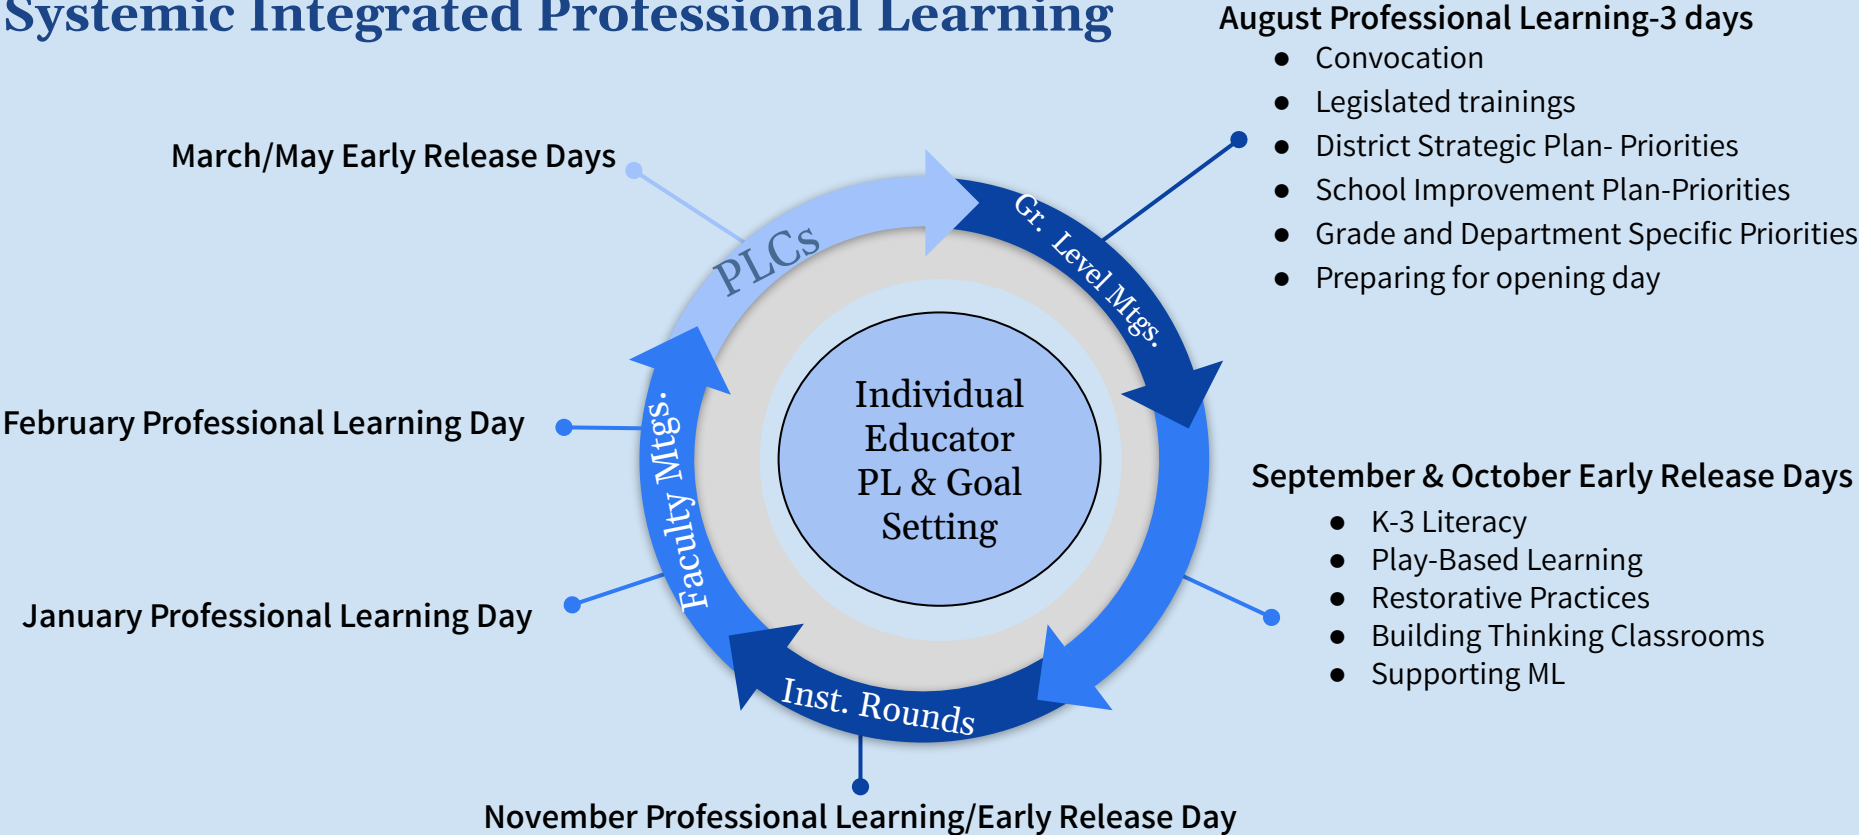 Systemic Integrated Professional Learning
August Professional Learning-3 days
● Convocation
● Legislated trainings
● District Strategic Plan- Priorities
● School Improvement Plan-Priorities
● Grade and Department Specific Priorities
● Preparing for opening day
March/May Early Release Days
PLCs
Gr. Level Mtgs.
Individual
Educator
PL & Goal
Setting
February Professional Learning Day
Faculty Mtgs.
September & October Early Release Days
● K-3 Literacy
● Play-Based Learning
● Restorative Practices
● Building Thinking Classrooms
● Supporting ML
January Professional Learning Day
Inst. Rounds
November Professional Learning/Early Release Day